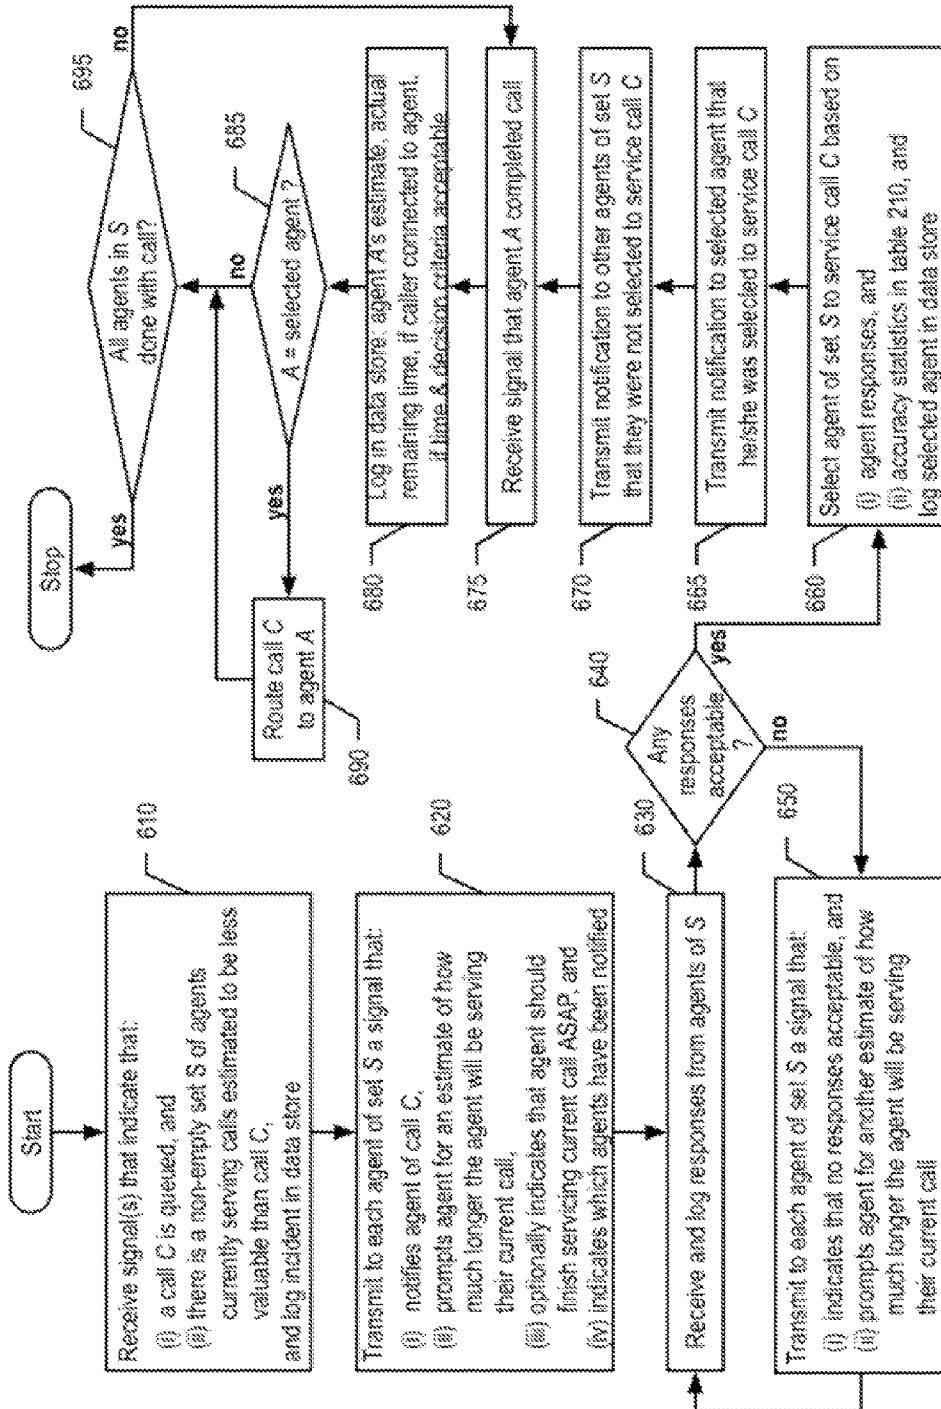 Start
610
Receive signal(s) that indicate that:
(i) a call C is queued, and
(ii) there is a non-empty set S of agents
currently serving calls estimated to be less
valuable than call C,
and log incident in data store
620
Transmit to each agent of set S a signal that:
(i) notifies agent of call C,
(ii) prompts agent for an estimate of how
much longer the agent will be serving
their current call,
(iii) optionally indicates that agent should
finish servicing current call ASAP, and
(iv) indicates which agents have been notified
630
Receive and log responses from agents of S
640
Any
responses
acceptable
?
yes
no
650
Transmit to each agent of set S a signal that:
(i) indicates that no responses acceptable, and
(ii) prompts agent for another estimate of how
much longer the agent will be serving
their current call
660
Select agent of set S to service call C based on
(i) agent responses, and
(ii) accuracy statistics in table 210, and
log selected agent in data store
665
Transmit notification to selected agent that
he/she was selected to service call C
670
Transmit notification to other agents of set S
that they were not selected to service call C
675
Receive signal that agent A completed call
680
Log in data store: agent A's estimate, actual
remaining time, if caller connected to agent,
if time & decision criteria acceptable
685
A = selected agent ?
yes
no
690
Route call C
to agent A
695
All agents in S
done with call?
yes
no
Stop